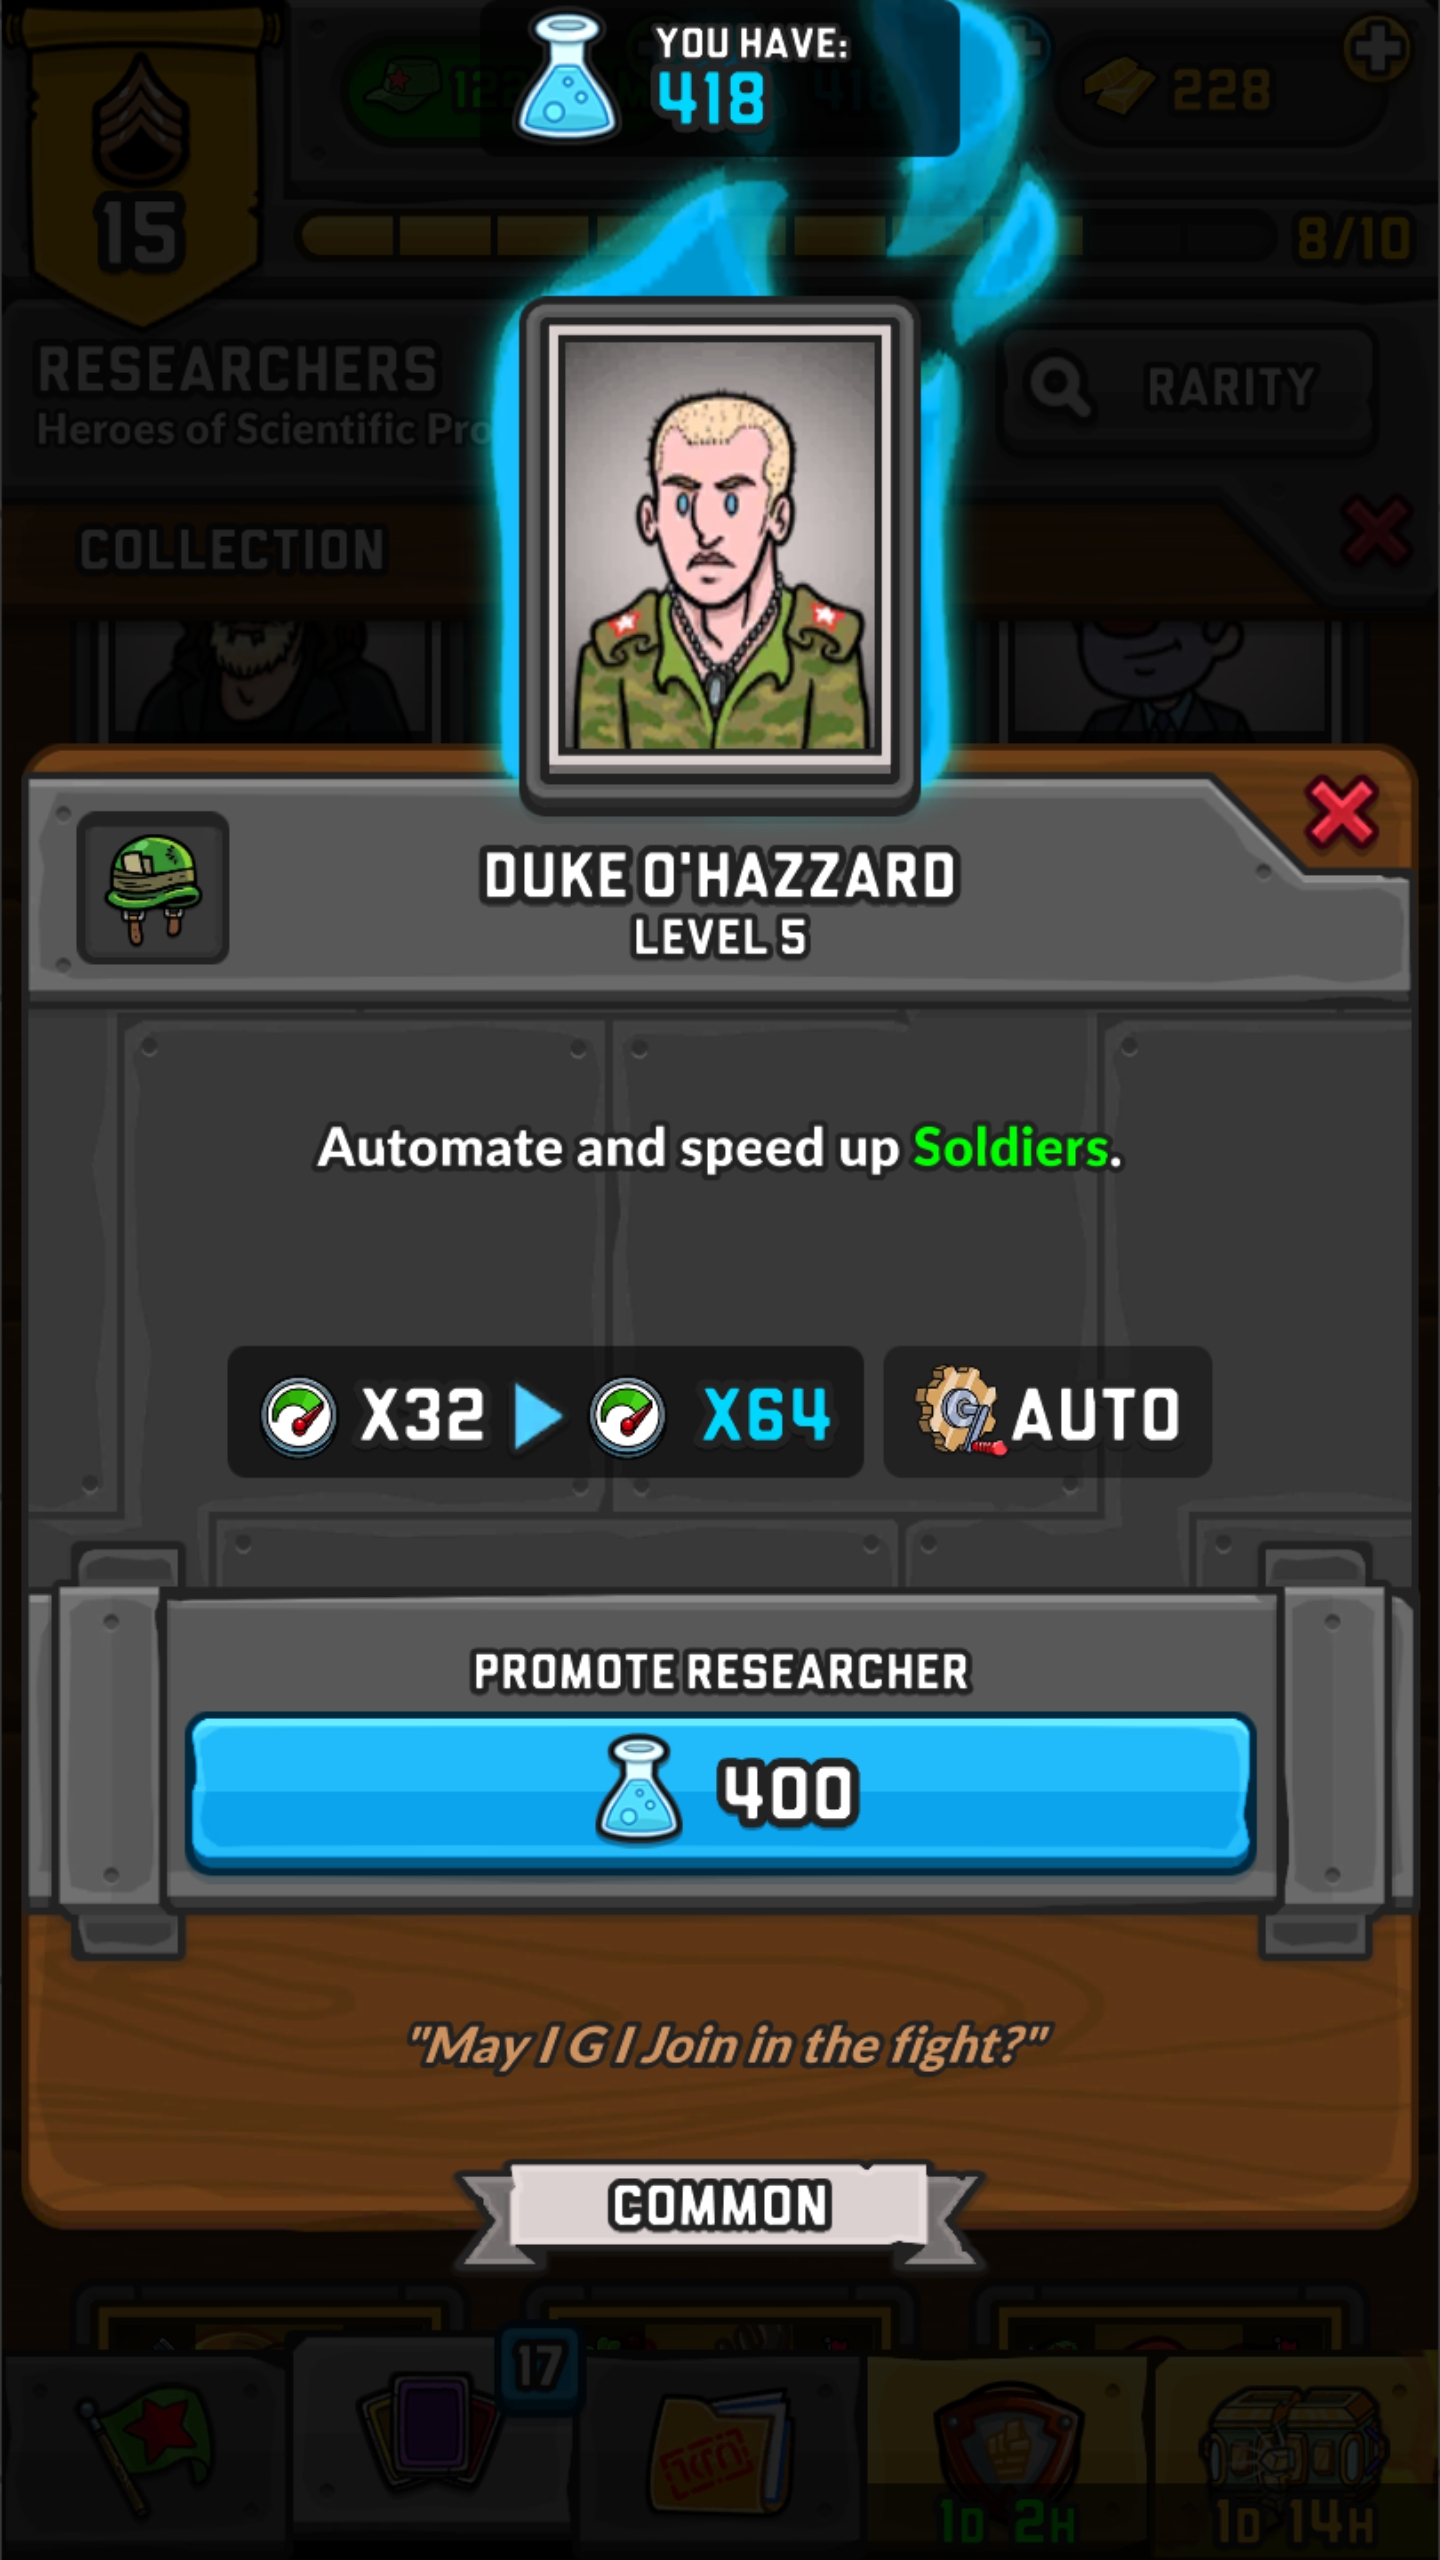 YOU HAVE:
418
228
15
8/10
RESEARCHERS
Heroes of Scientific Pro
RARITY
COLLECTION
DUKE O'HAZZARD
LEVEL 5
Automate and speed up Soldiers.
X32 X64 AUTO
PROMOTE RESEARCHER
400
"May I G I Join in the fight?"
COMMON
17
1D 2H
1D 14H